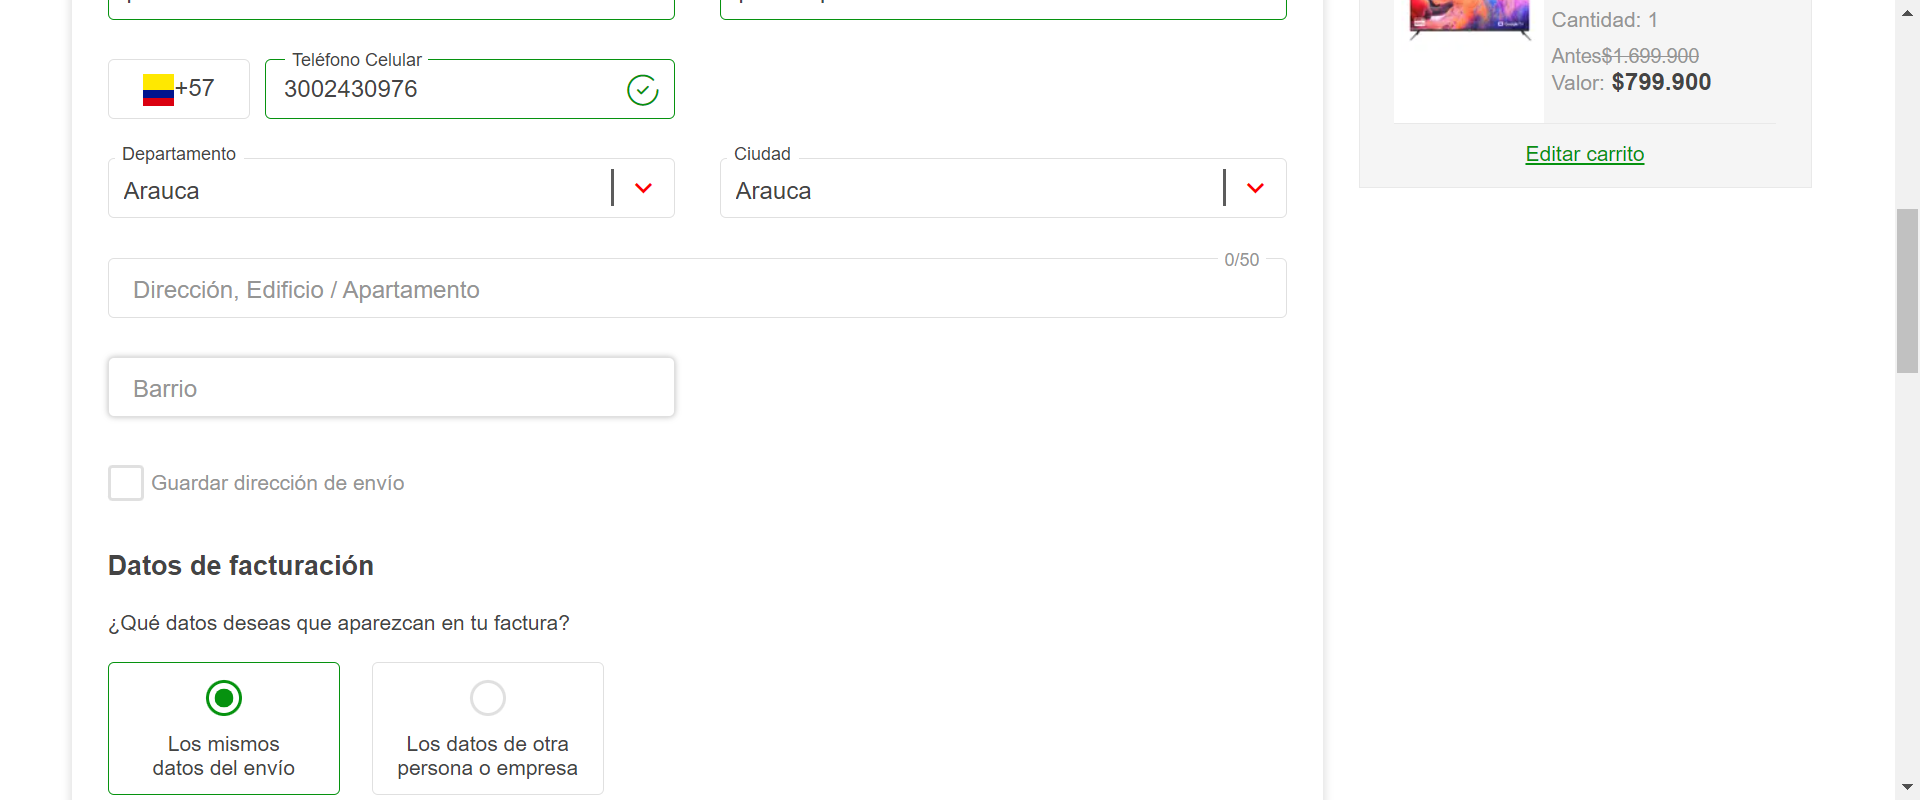 +57
Teléfono Celular
3002430976
Departamento
Arauca
Ciudad
Arauca
0/50
Dirección, Edificio / Apartamento
Barrio
Guardar dirección de envío
Datos de facturación
¿Qué datos deseas que aparezcan en tu factura?
Los mismos
datos del envío
Los datos de otra
persona o empresa
Cantidad: 1
Antes$1.699.900
Valor: $799.900
Editar carrito